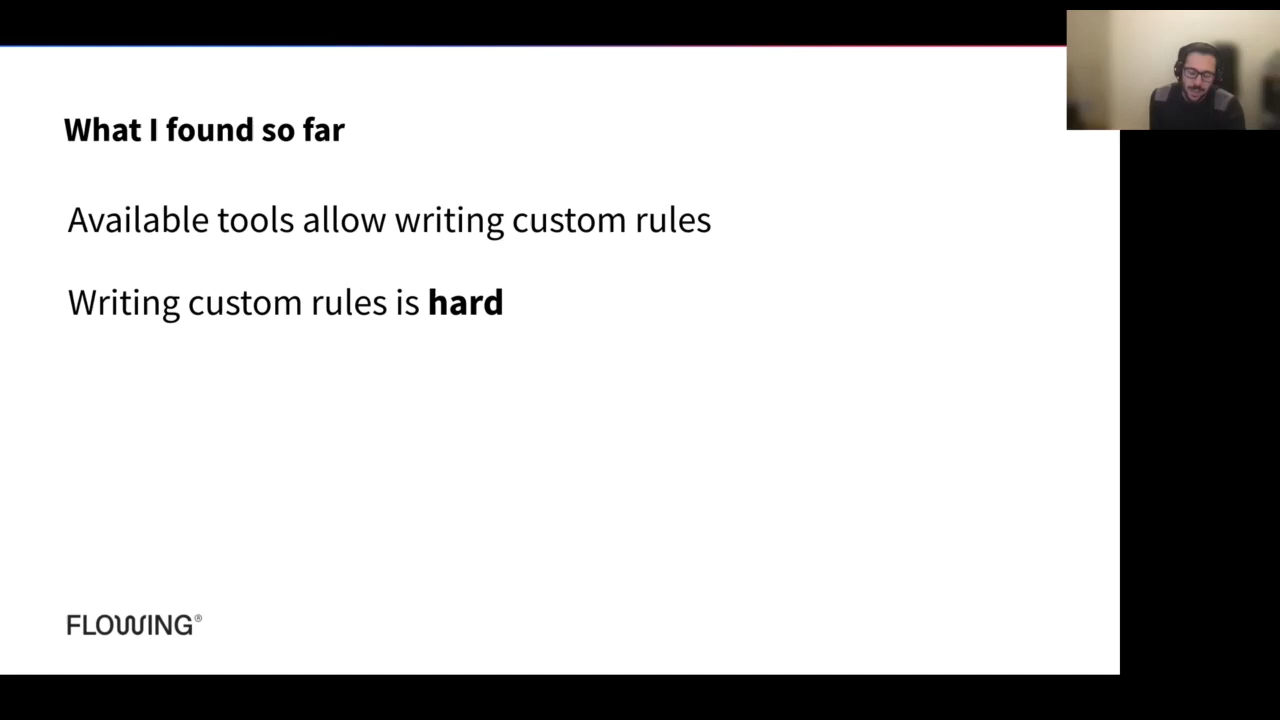 What I found so far
Available tools allow writing custom rules
Writing custom rules is hard
FLOWING®